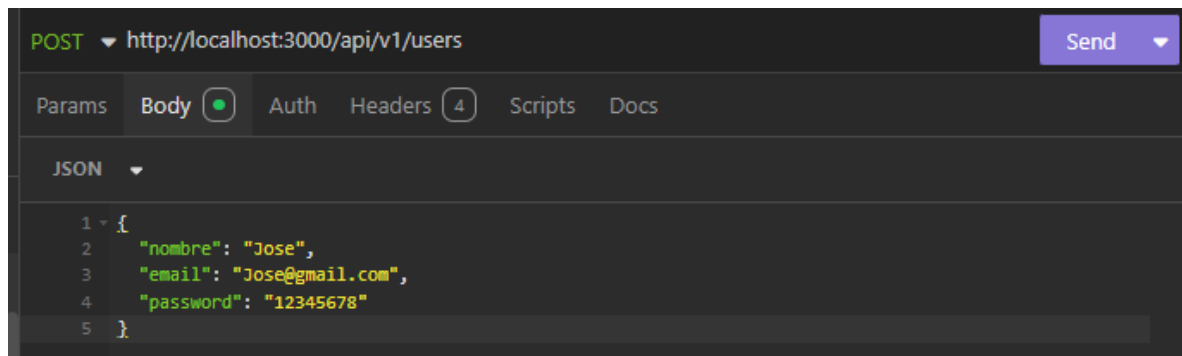 POST http://localhost:3000/api/v1/users Send
Params Body Auth Headers 4 Scripts Docs
JSON
1 {
2 "nombre": "Jose",
3 "email": "Jose@gmail.com",
4 "password": "12345678"
5 }